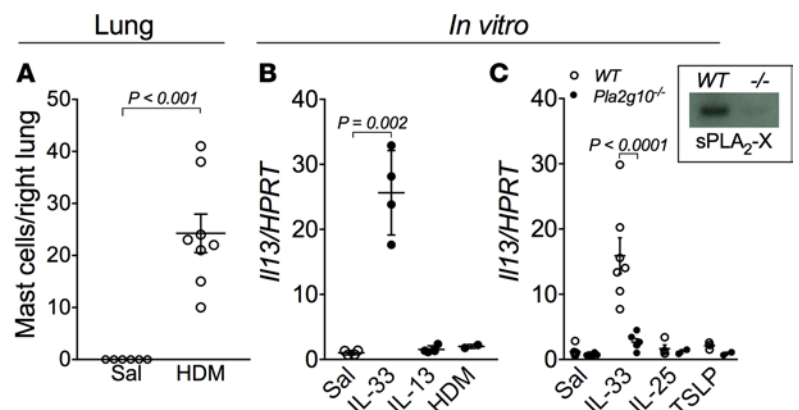 Lung
In vitro
A
Mast cells/right lung
50
40
30
20
10
0
P < 0.001
Sal
HDM
B
Il13/HPRT
40
30
20
10
0
P = 0.002
Sal
IL-33
IL-13
HDM
C
WT
Pla2g10-/-
Il13/HPRT
40
30
20
10
0
P < 0.0001
Sal
IL-33
IL-25
TSLP
WT -/-
sPLA₂-X